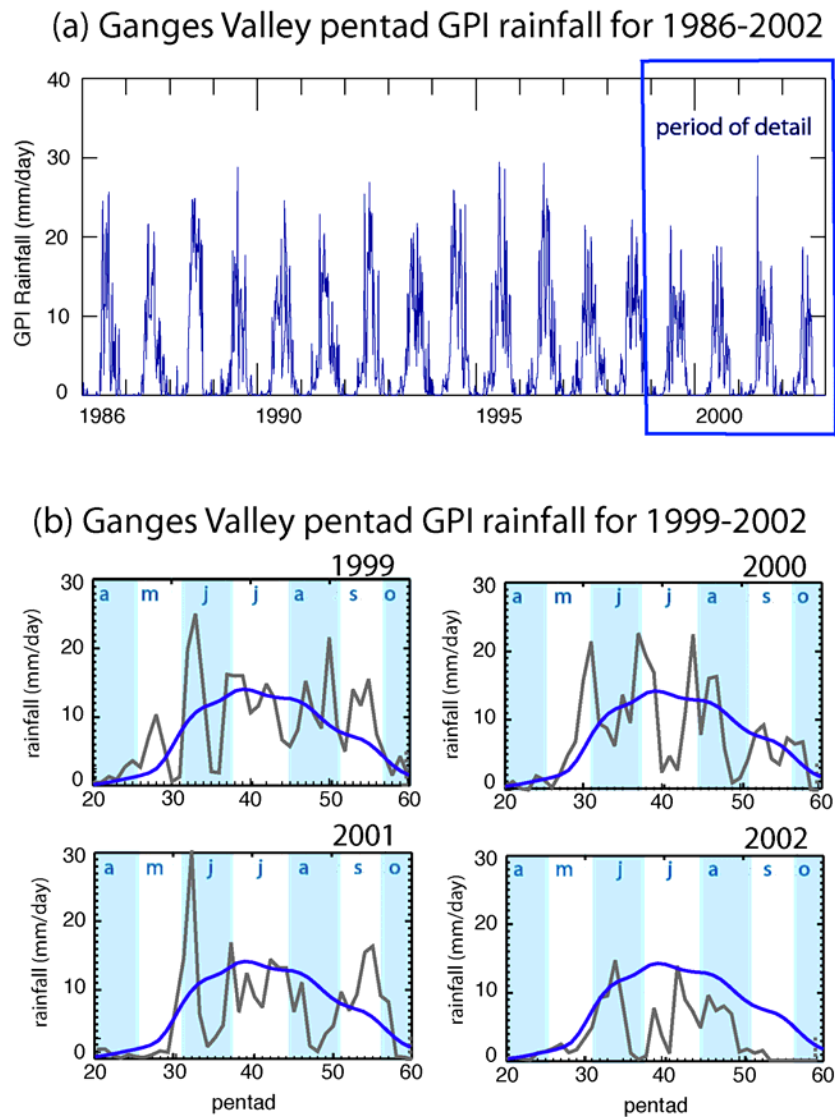 (a) Ganges Valley pentad GPI rainfall for 1986-2002
40
period of detail
30
GPI Rainfall (mm/day)
20
10
0
1986 1990 1995 2000
(b) Ganges Valley pentad GPI rainfall for 1999-2002
1999
30
a m j j a s o
20
rainfall (mm/day)
10
0
20 30 40 50 60
2000
30
a m j j a s o
20
rainfall (mm/day)
10
0
20 30 40 50 60
2001
30
a m j j a s o
20
rainfall (mm/day)
10
0
20 30 40 50 60
pentad
2002
30
a m j j a s o
20
rainfall (mm/day)
10
0
20 30 40 50 60
pentad